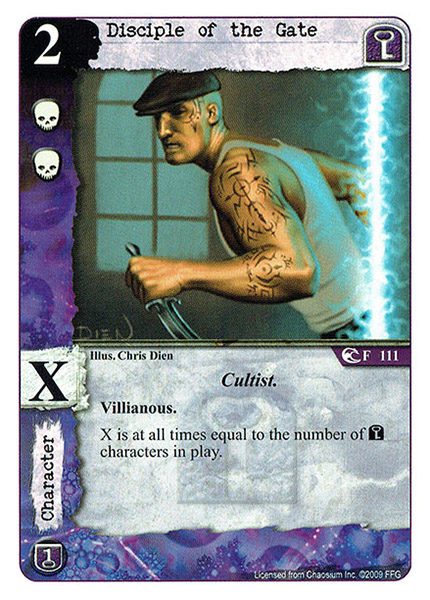 2
Disciple of the Gate
DIEN
Illus. Chris Dien
F 111
X
Cultist.
Villianous.
X is at all times equal to the number of
characters in play.
Character
1
Licensed from Chaosium Inc. ©2009 FFG